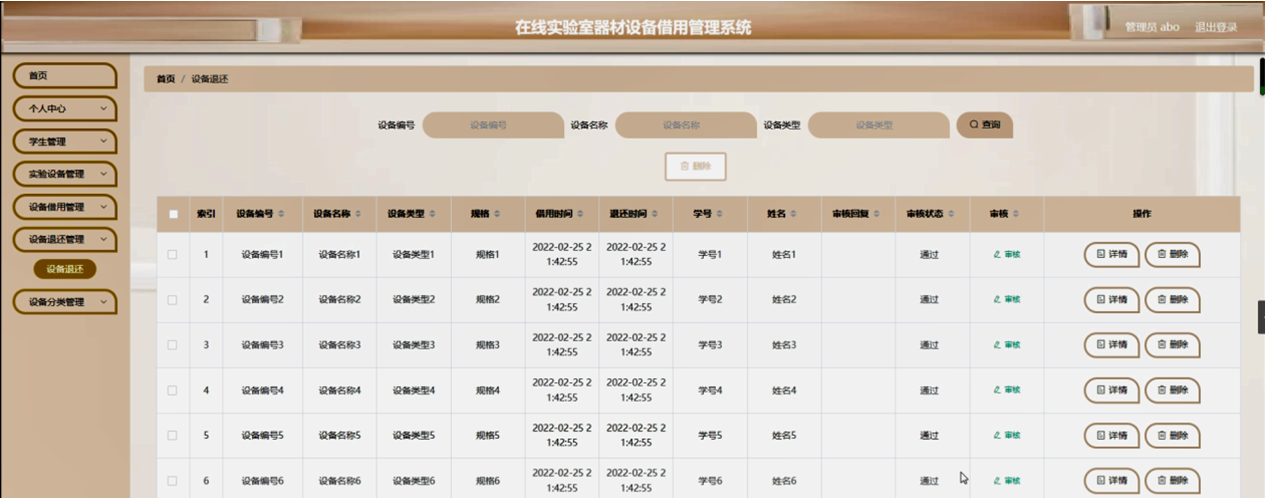 在线实验室器材设备借用管理系统
管理员 abo 退出登录
首页
个人中心
学生管理
实验设备管理
设备借用管理
设备退还管理
设备退还
设备分类管理
首页 / 设备退还
设备编号 设备编号 设备名称 设备名称 设备类型 设备类型 查询
删除
索引 设备编号 设备名称 设备类型 规格 借用时间 退还时间 学号 姓名 审核回复 审核状态 审核 操作
1 设备编号1 设备名称1 设备类型1 规格1 2022-02-25 21:42:55 2022-02-25 21:42:55 学号1 姓名1 通过 审核 详情 删除
2 设备编号2 设备名称2 设备类型2 规格2 2022-02-25 21:42:55 2022-02-25 21:42:55 学号2 姓名2 通过 审核 详情 删除
3 设备编号3 设备名称3 设备类型3 规格3 2022-02-25 21:42:55 2022-02-25 21:42:55 学号3 姓名3 通过 审核 详情 删除
4 设备编号4 设备名称4 设备类型4 规格4 2022-02-25 21:42:55 2022-02-25 21:42:55 学号4 姓名4 通过 审核 详情 删除
5 设备编号5 设备名称5 设备类型5 规格5 2022-02-25 21:42:55 2022-02-25 21:42:55 学号5 姓名5 通过 审核 详情 删除
6 设备编号6 设备名称6 设备类型6 规格6 2022-02-25 21:42:55 2022-02-25 21:42:55 学号6 姓名6 通过 审核 详情 删除